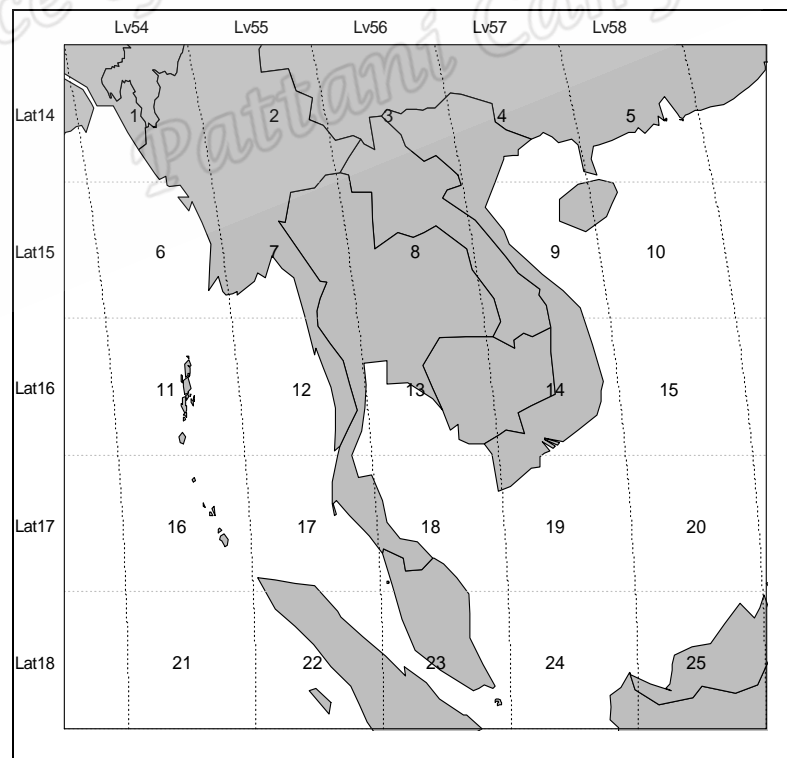 Lv54 Lv55 Lv56 Lv57 Lv58
Pattani Cam
Lat14 1 2 3 4 5
Lat15 6 7 8 9 10
Lat16 11 12 13 14 15
Lat17 16 17 18 19 20
Lat18 21 22 23 24 25